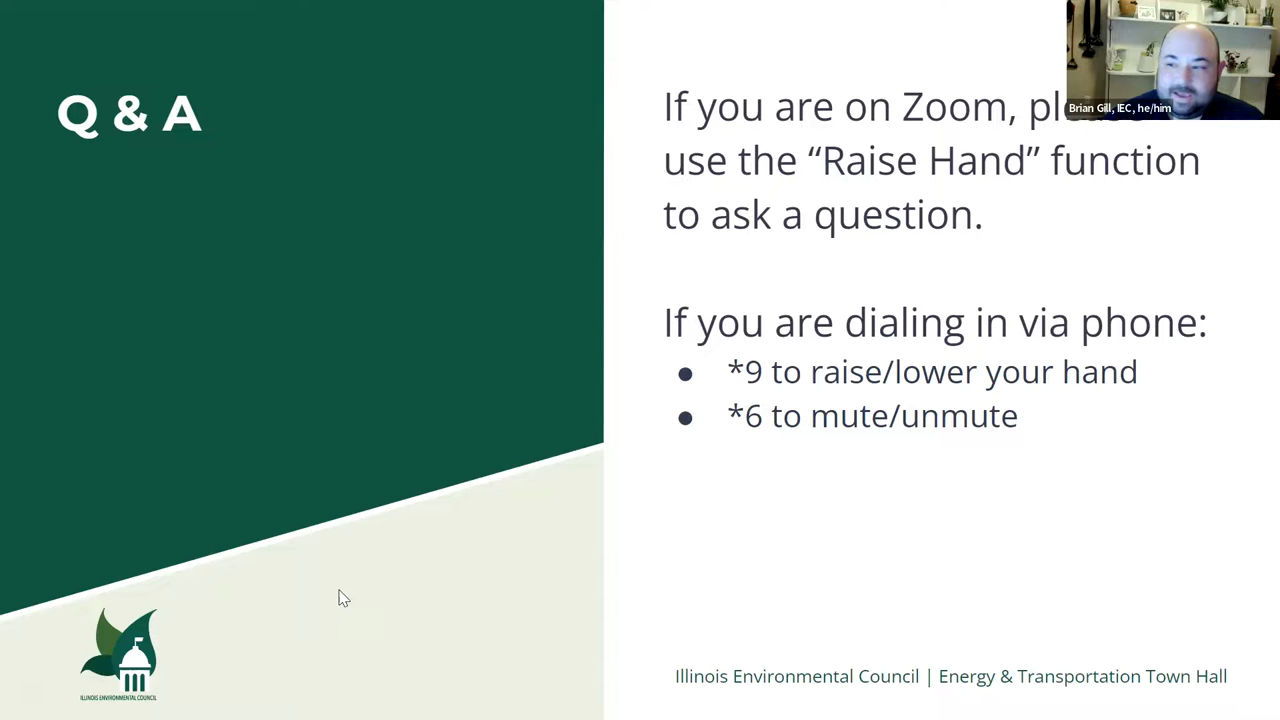 Q & A
If you are on Zoom, please
use the “Raise Hand” function
to ask a question.
If you are dialing in via phone:
● *9 to raise/lower your hand
● *6 to mute/unmute
Brian Gill, IEC, he/him
ILLINOIS ENVIRONMENTAL COUNCIL
Illinois Environmental Council | Energy & Transportation Town Hall